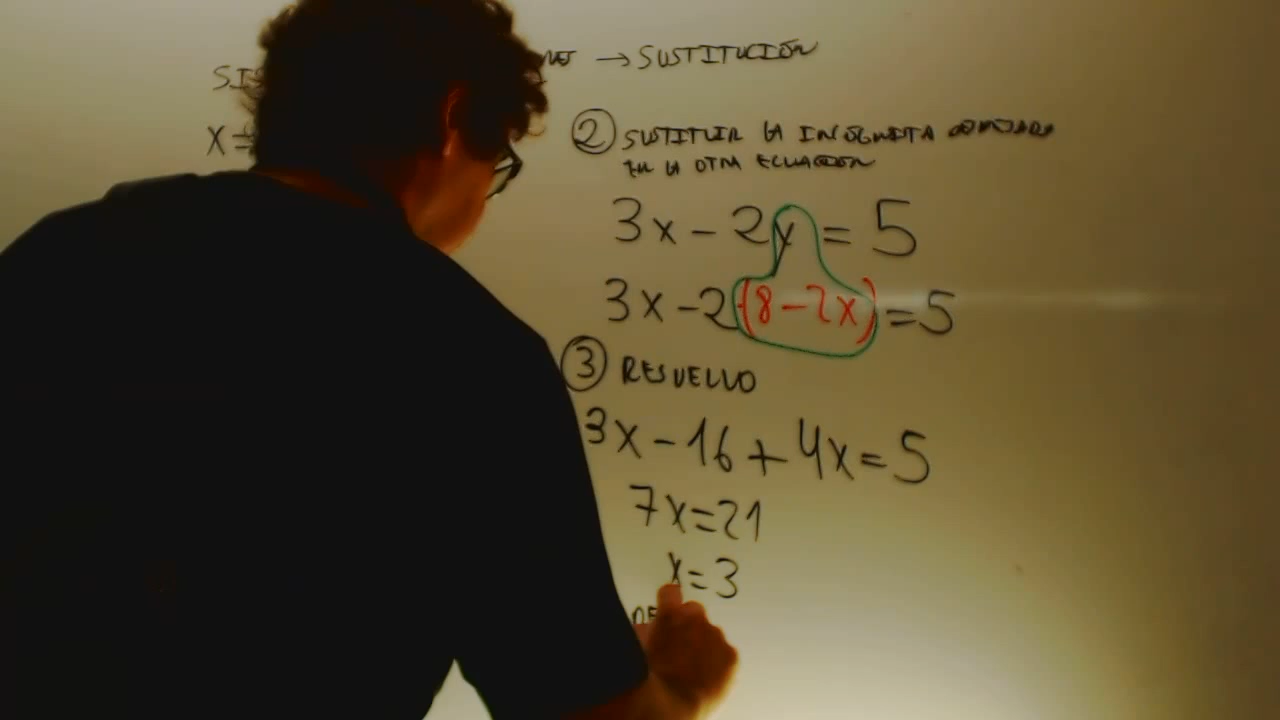 SIS → SUSTITUCIÓN
X =
② SUSTITUIR LA INCÓGNITA DESPEJADA
EN LA OTRA ECUACIÓN
3x - 2y = 5
3x - 2(8 - 2x) = 5
③ RESUELVO
3x - 16 + 4x = 5
7x = 21
x = 3
DE